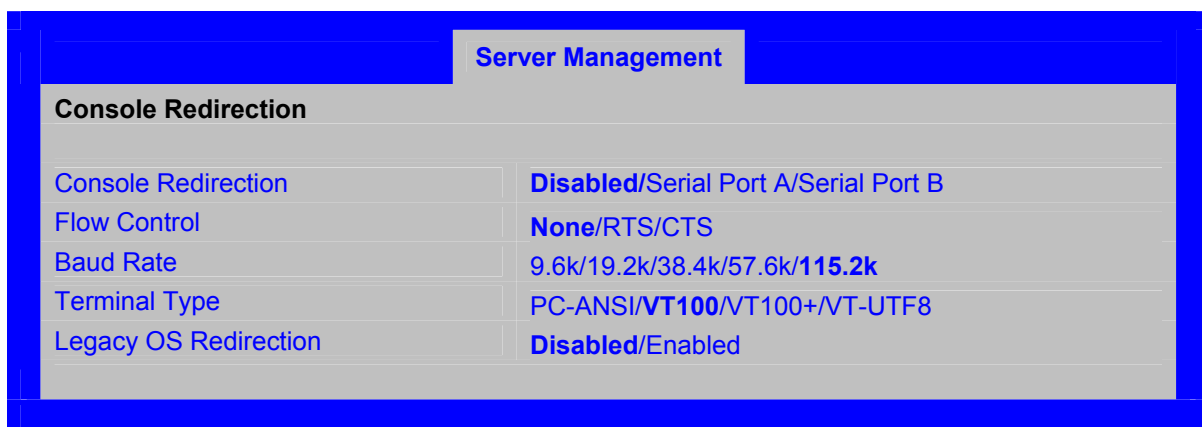 Server Management
Console Redirection
Console Redirection Disabled/Serial Port A/Serial Port B
Flow Control None/RTS/CTS
Baud Rate 9.6k/19.2k/38.4k/57.6k/115.2k
Terminal Type PC-ANSI/VT100/VT100+/VT-UTF8
Legacy OS Redirection Disabled/Enabled